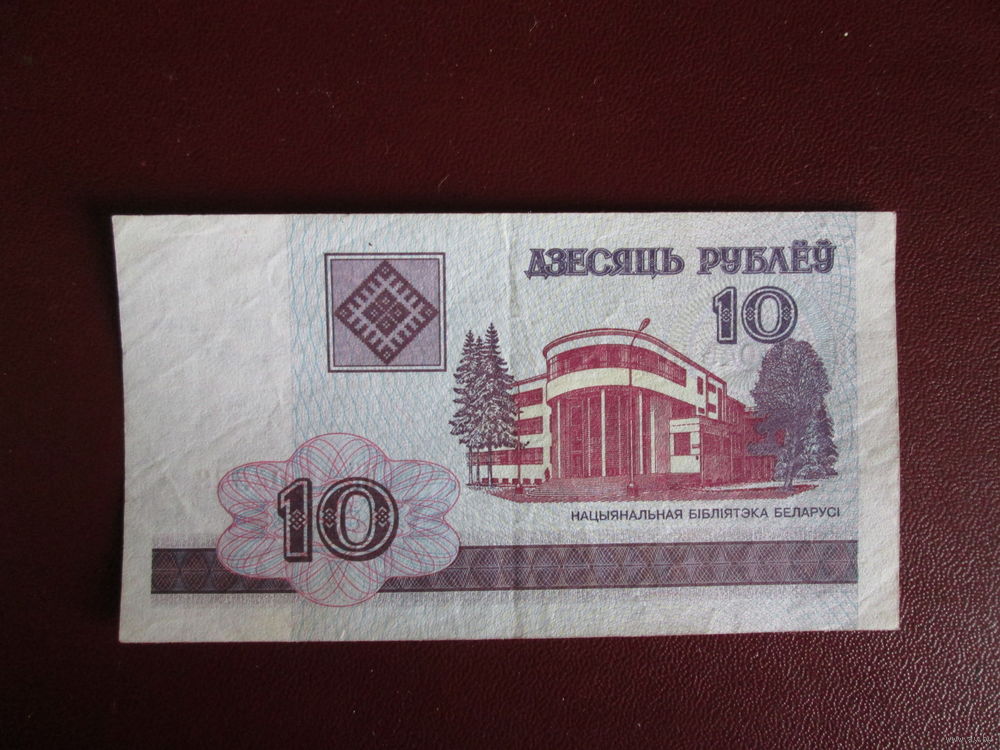 ДЗЕСЯЦЬ РУБЛЁЎ
10
НАЦЫЯНАЛЬНАЯ БІБЛІЯТЭКА БЕЛАРУСІ
10